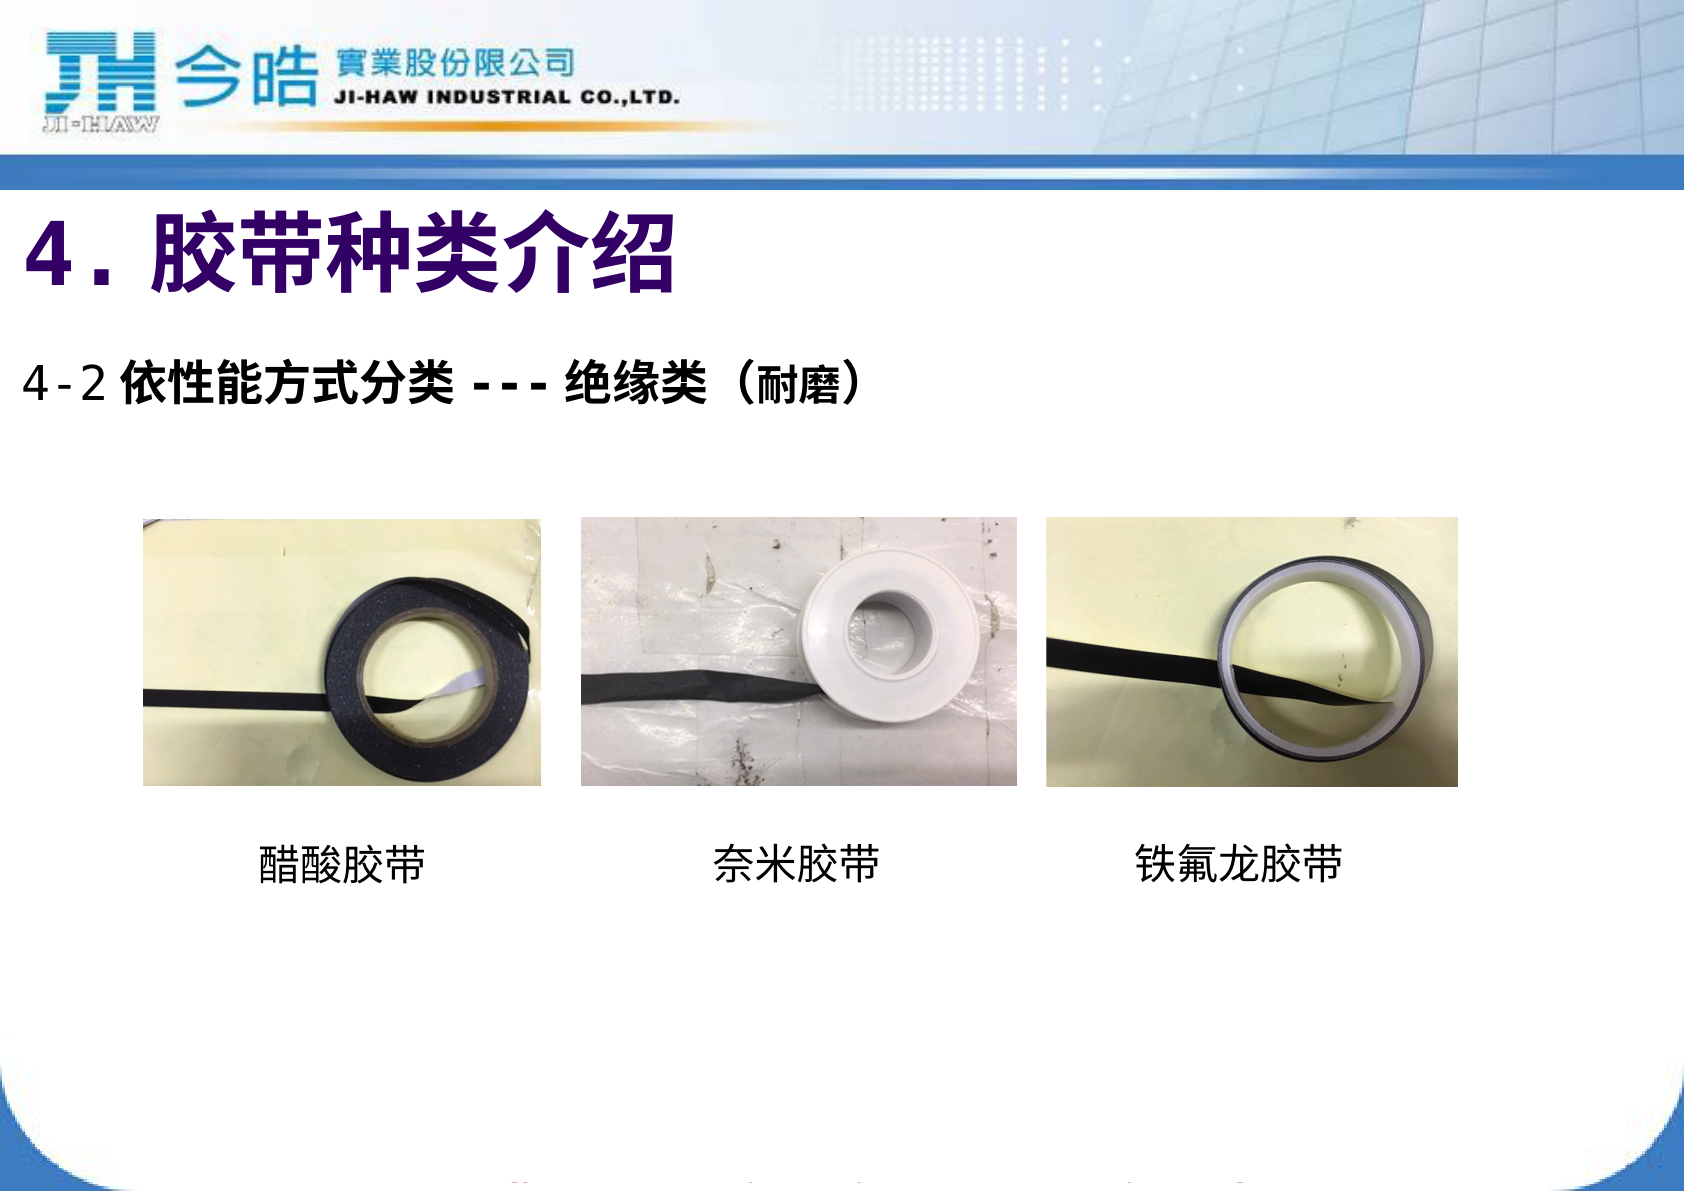 JH 今皓 實業股份限公司
JI-HAW INDUSTRIAL CO.,LTD.
JI-HAW
4. 胶带种类介绍
4-2依性能方式分类---绝缘类（耐磨）
醋酸胶带 奈米胶带 铁氟龙胶带